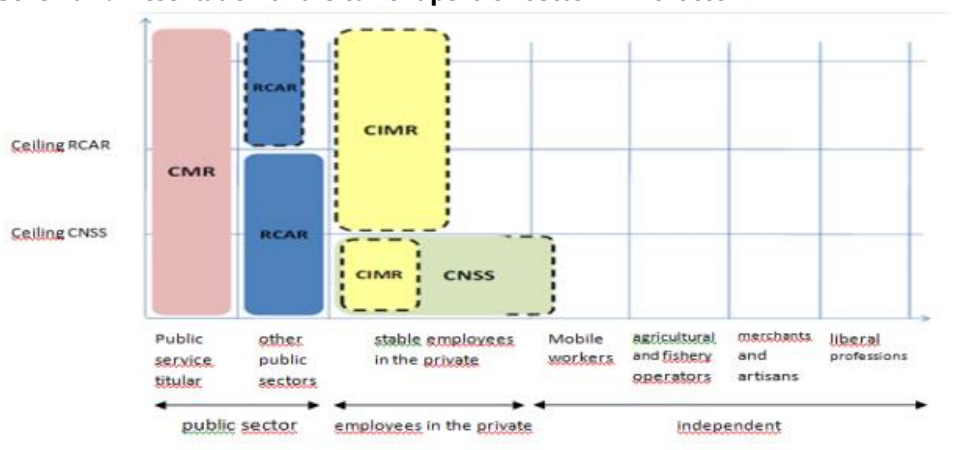 RCAR
CIMR
Ceiling RCAR
CMR
Ceiling CNSS
RCAR
CIMR
CNSS
Public
service
titular
other
public
sectors
stable employees
in the private
Mobile
workers
agricultural
and fishery
operators
merchants
and
artisans
liberal
professions
public sector
employees in the private
independent